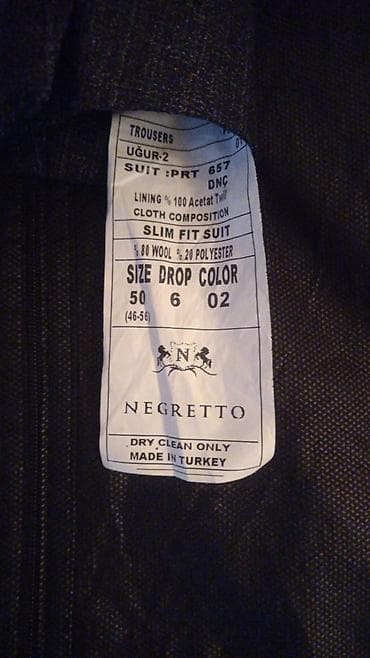 TROUSERS
UĞUR-2
SUIT :PRT 657
DNÇ
LINING % 100 Acetat Twill
CLOTH COMPOSITION
SLIM FIT SUIT
% 80 WOOL % 20 POLYESTER
SIZE DROP COLOR
50 6 02
(46-56)
N
NEGRETTO
DRY CLEAN ONLY
MADE IN TURKEY